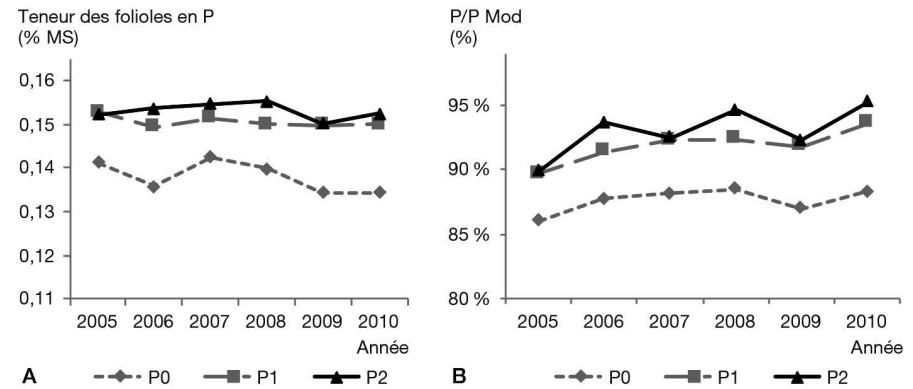 Teneur des folioles en P
(% MS)
0,16
0,15
0,14
0,13
0,12
0,11
2005 2006 2007 2008 2009 2010
Année
A P0 P1 P2
P/P Mod
(%)
95 %
90 %
85 %
80 %
2005 2006 2007 2008 2009 2010
Année
B P0 P1 P2